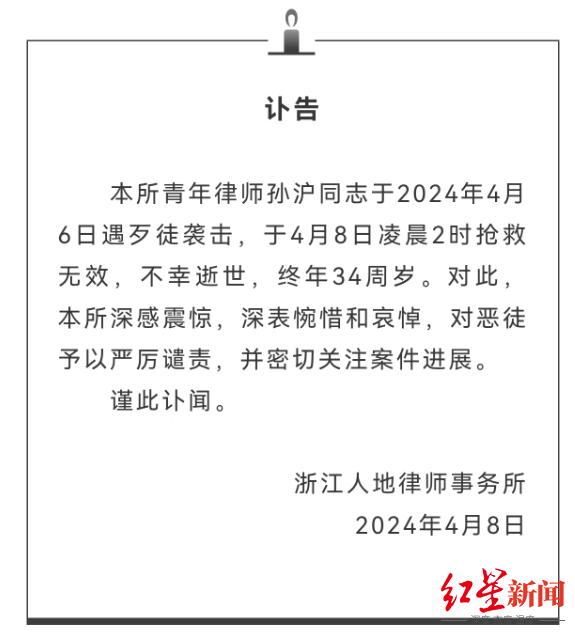 讣告
本所青年律师孙沪同志于2024年4月
6日遇歹徒袭击，于4月8日凌晨2时抢救
无效，不幸逝世，终年34周岁。对此，
本所深感震惊，深表惋惜和哀悼，对恶徒
予以严厉谴责，并密切关注案件进展。
谨此讣闻。
浙江人地律师事务所
2024年4月8日
红星新闻